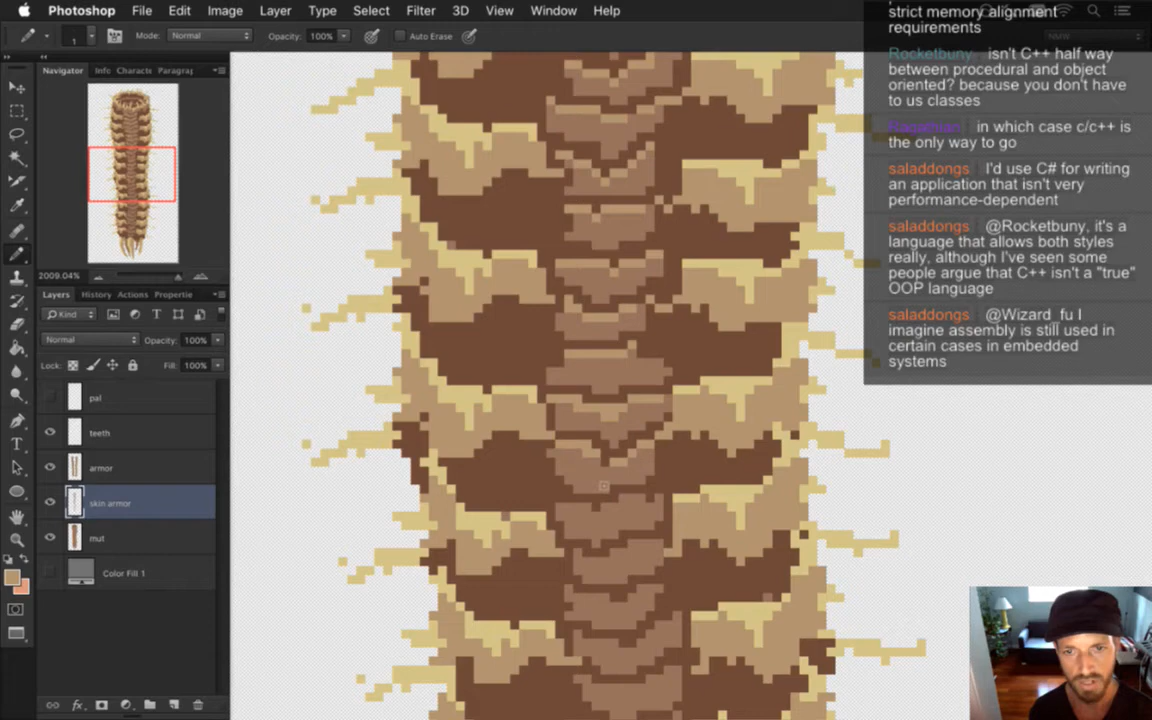 Photoshop File Edit Image Layer Type Select Filter 3D View Window Help
1 Mode: Normal Opacity: 100% Auto Erase
Navigator Info Characte Paragraj
2009.04%
Layers History Actions Propertie
Kind
Normal Opacity: 100%
Lock: Fill: 100%
pal
teeth
armor
skin armor
mut
Color Fill 1
fx
strict memory alignment
requirements
Rocketbuny isn't C++ half way
between procedural and object
oriented? because you don't have
to us classes
in which case c/c++ is
the only way to go
saladdongs I'd use C# for writing
an application that isn't very
performance-dependent
saladdongs @Rocketbuny, it's a
language that allows both styles
really, although I've seen some
people argue that C++ isn't a "true"
OOP language
saladdongs @Wizard_fu I
imagine assembly is still used in
certain cases in embedded
systems